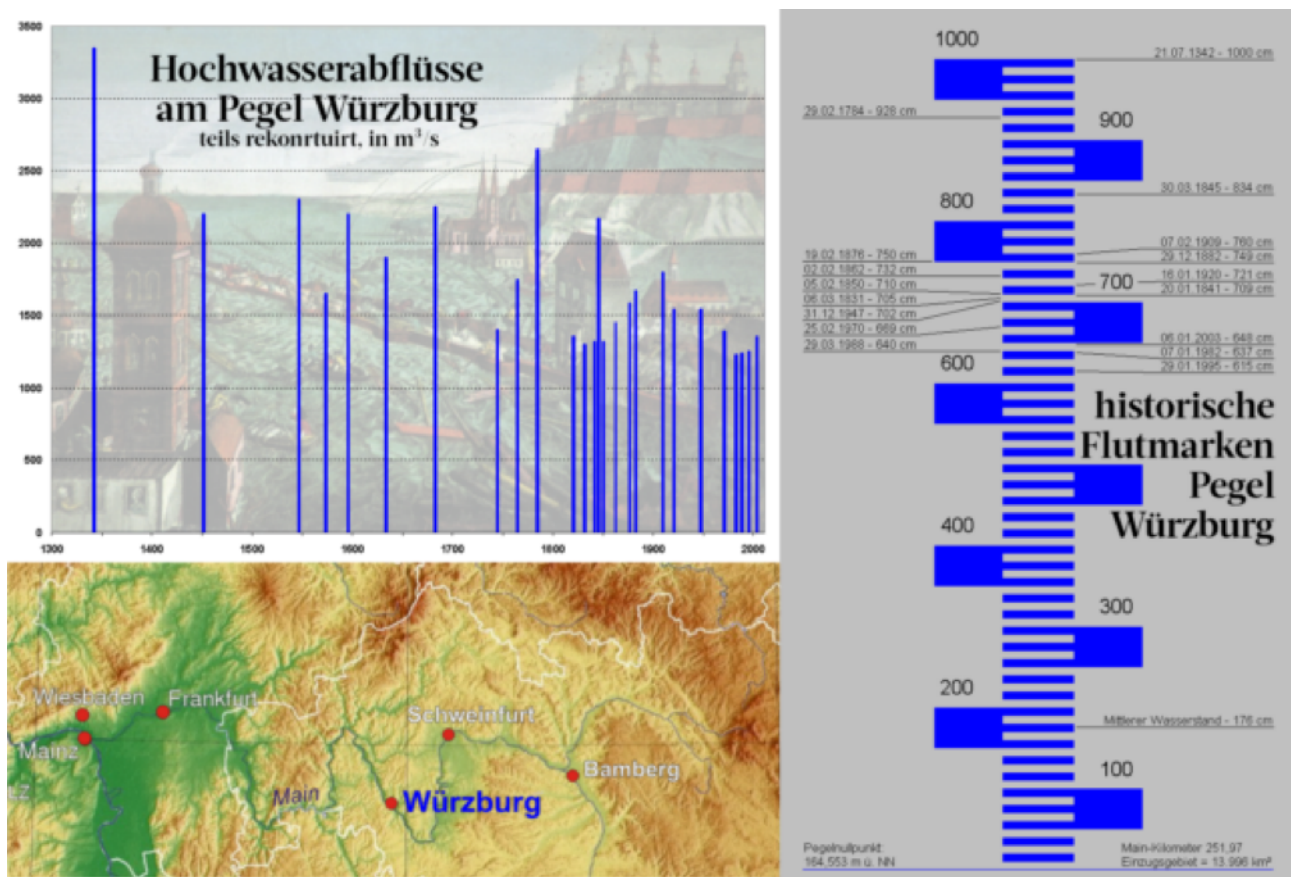 3500
3000
2500
2000
1500
1000
500
0
Hochwasserabflüsse
am Pegel Würzburg
teils rekonrtuirt, in m³/s
1300
1400
1500
1600
1700
1800
1900
2000
Wiesbaden
Frankfurt
Mainz
LZ
Main
Schweinfurt
Würzburg
Bamberg
1000
21.07.1342 - 1000 cm
29.02.1784 - 928 cm
900
30.03.1845 - 834 cm
800
07.02.1909 - 760 cm
19.02.1876 - 750 cm
29.12.1882 - 749 cm
02.02.1862 - 732 cm
16.01.1920 - 721 cm
05.02.1850 - 710 cm
700
20.01.1841 - 709 cm
06.03.1831 - 705 cm
31.12.1947 - 702 cm
25.02.1970 - 669 cm
06.01.2003 - 648 cm
29.03.1988 - 640 cm
07.01.1982 - 637 cm
600
29.01.1995 - 615 cm
historische
Flutmarken
Pegel
Würzburg
400
300
200
Mittlerer Wasserstand - 176 cm
100
Pegelnullpunkt:
164,553 m ü. NN
Main-Kilometer 251,97
Einzugsgebiet = 13.996 km²